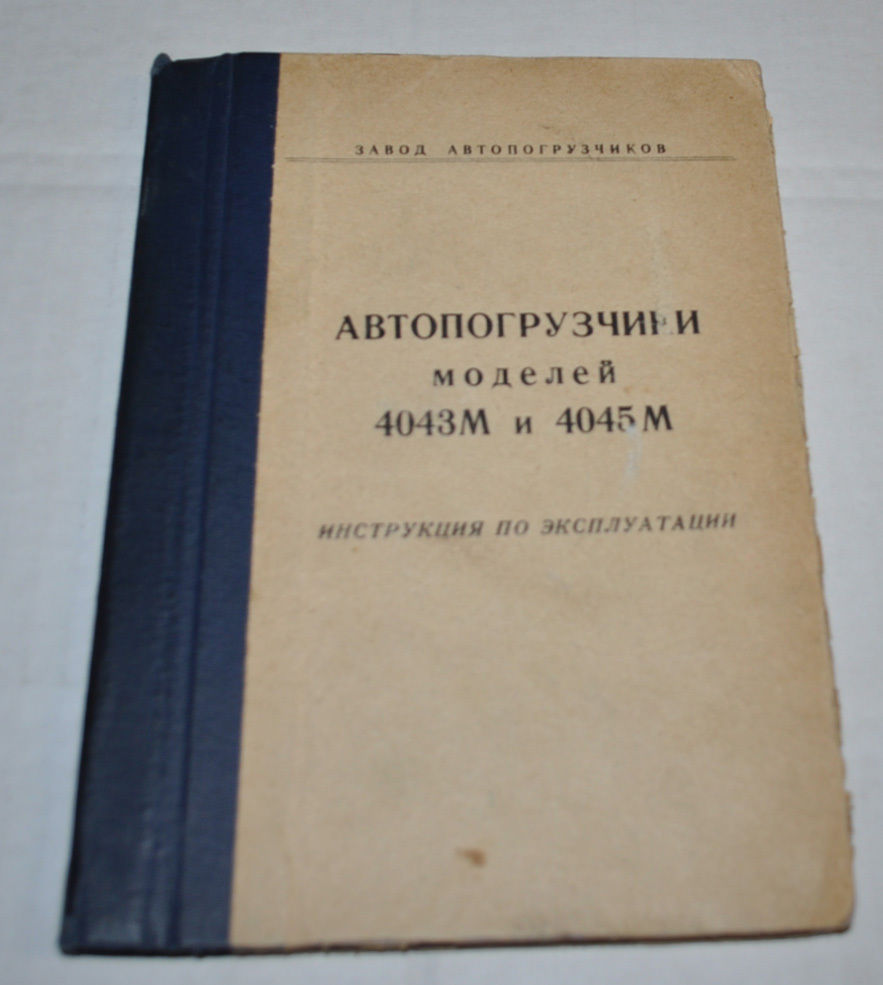 ЗАВОД АВТОПОГРУЗЧИКОВ
АВТОПОГРУЗЧИКИ
моделей
4043М и 4045М
ИНСТРУКЦИЯ ПО ЭКСПЛУАТАЦИИ